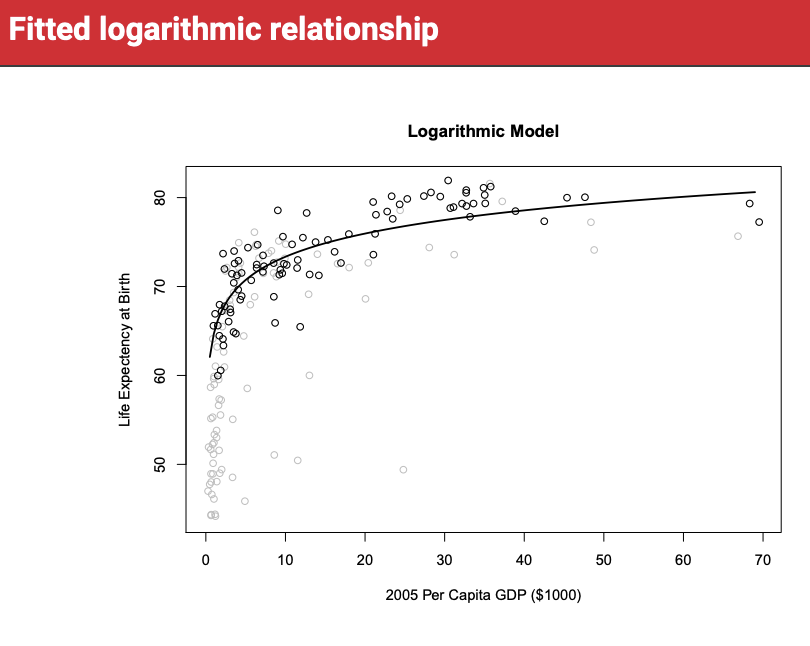 Fitted logarithmic relationship
Logarithmic Model
80
70
60
50
Life Expectency at Birth
0 10 20 30 40 50 60 70
2005 Per Capita GDP ($1000)